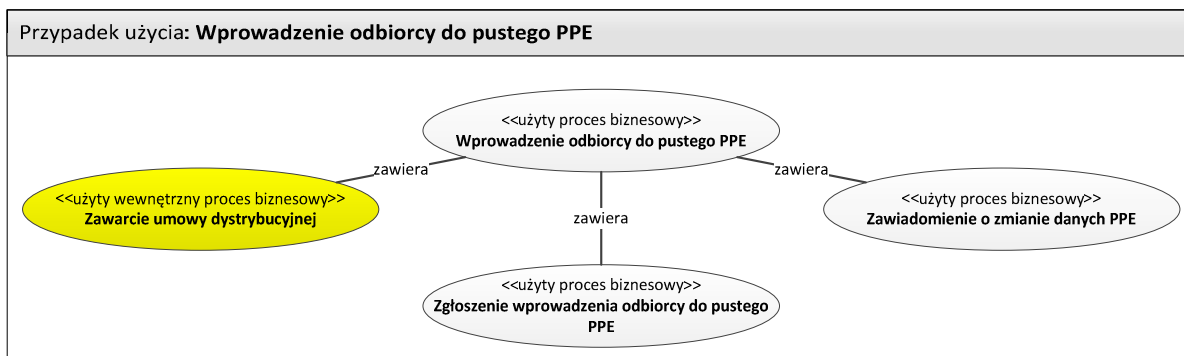 Przypadek użycia: Wprowadzenie odbiorcy do pustego PPE
<<użyty proces biznesowy>>
Wprowadzenie odbiorcy do pustego PPE
zawiera
zawiera
<<użyty wewnętrzny proces biznesowy>>
Zawarcie umowy dystrybucyjnej
zawiera
<<użyty proces biznesowy>>
Zawiadomienie o zmianie danych PPE
<<użyty proces biznesowy>>
Zgłoszenie wprowadzenia odbiorcy do pustego
PPE